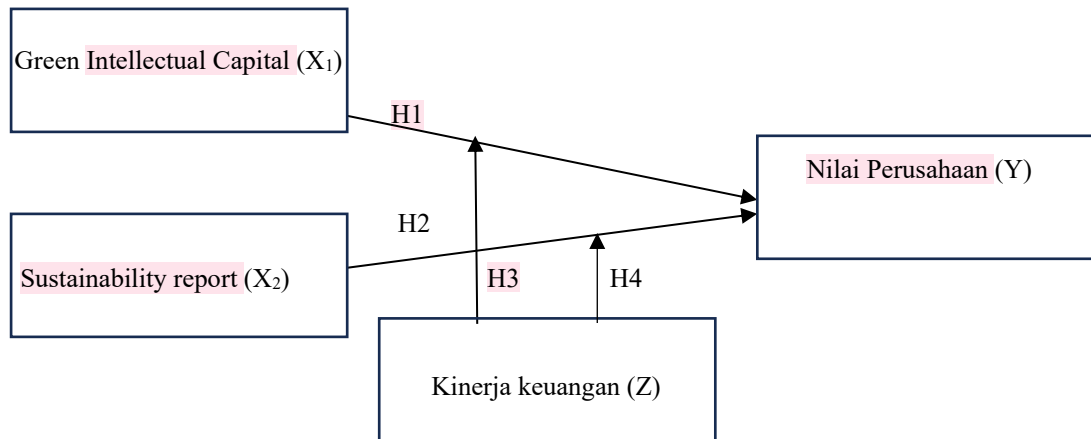 Green Intellectual Capital (X₁)
H1
Nilai Perusahaan (Y)
H2
Sustainability report (X₂)
H3
H4
Kinerja keuangan (Z)